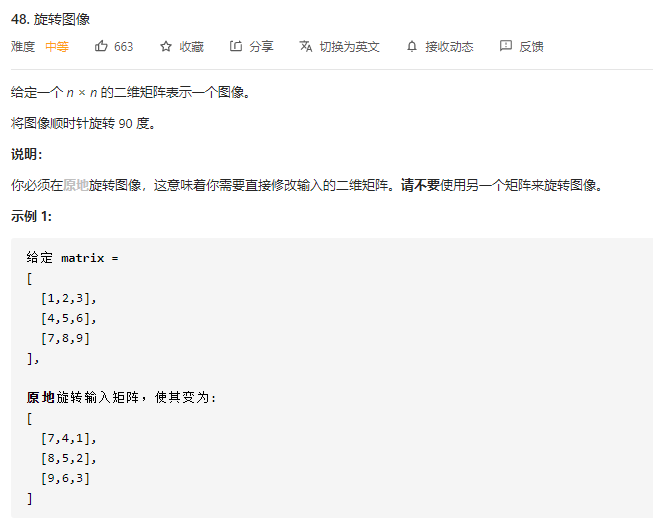 48. 旋转图像
难度 中等 663 收藏 分享 切换为英文 接收动态 反馈
给定一个 n × n 的二维矩阵表示一个图像。
将图像顺时针旋转 90 度。
说明：
你必须在原地旋转图像，这意味着你需要直接修改输入的二维矩阵。请不要使用另一个矩阵来旋转图像。
示例 1:
给定 matrix =
[
[1,2,3],
[4,5,6],
[7,8,9]
],
原地旋转输入矩阵，使其变为:
[
[7,4,1],
[8,5,2],
[9,6,3]
]